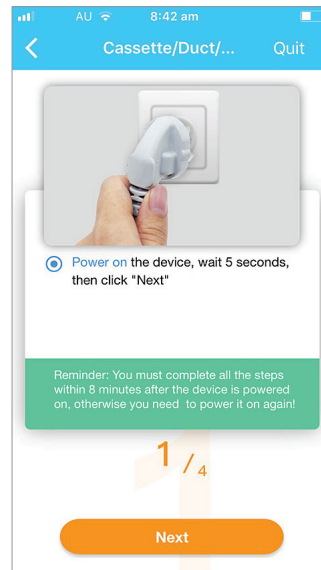 AU 8:42 am
Cassette/Duct/... Quit
Power on the device, wait 5 seconds,
then click "Next"
Reminder: You must complete all the steps
within 8 minutes after the device is powered
on, otherwise you need to power it on again!
1 / 4
Next